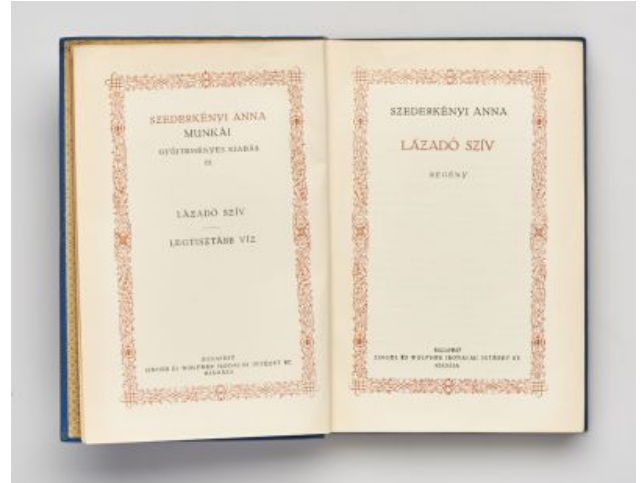 SZEDERKÉNYI ANNA
MUNKÁI
GYŰJTEMÉNYES KIADÁS
LÁZADÓ SZÍV
LEGTISZTÁBB VÍZ
BUDAPEST
SINGER ÉS WOLFNER IRODALMI INTÉZET RT.
KIADÁSA
SZEDERKÉNYI ANNA
LÁZADÓ SZÍV
REGÉNY
BUDAPEST
SINGER ÉS WOLFNER IRODALMI INTÉZET RT.
KIADÁSA